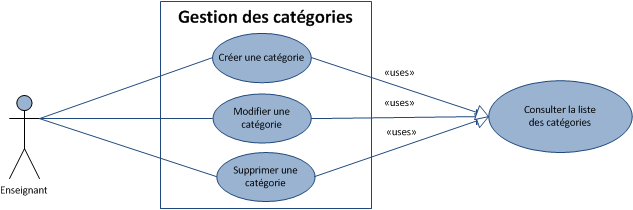 Gestion des catégories
Créer une catégorie
«uses»
Modifier une
catégorie
«uses»
Consulter la liste
des catégories
«uses»
Supprimer une
catégorie
Enseignant